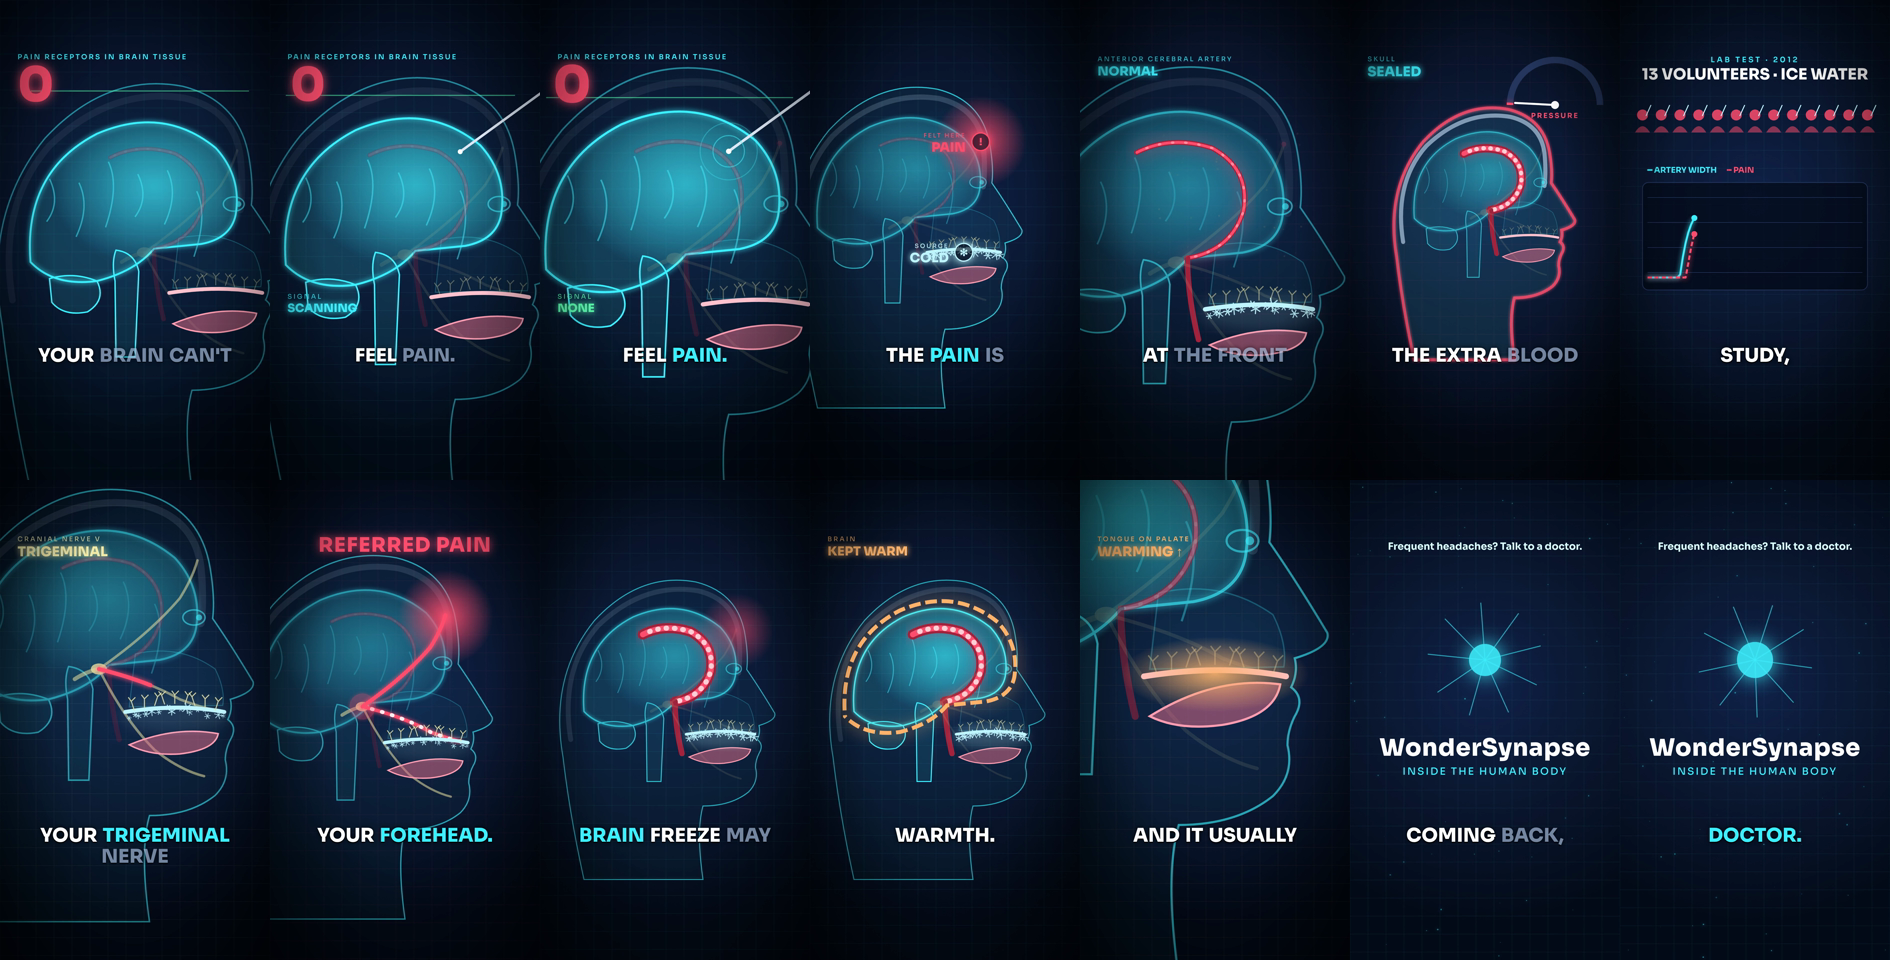 PAIN RECEPTORS IN BRAIN TISSUE
0
YOUR BRAIN CAN'T
PAIN RECEPTORS IN BRAIN TISSUE
0
SIGNAL
SCANNING
FEEL PAIN.
PAIN RECEPTORS IN BRAIN TISSUE
0
SIGNAL
NONE
FEEL PAIN.
FELT HERE
PAIN
!
SOURCE
COLD
THE PAIN IS
ANTERIOR CEREBRAL ARTERY
NORMAL
AT THE FRONT
SKULL
SEALED
PRESSURE
THE EXTRA BLOOD
LAB TEST · 2012
13 VOLUNTEERS · ICE WATER
ARTERY WIDTH
PAIN
STUDY,
CRANIAL NERVE V
TRIGEMINAL
YOUR TRIGEMINAL
NERVE
REFERRED PAIN
YOUR FOREHEAD.
BRAIN FREEZE MAY
BRAIN
KEPT WARM
WARMTH.
TONGUE ON PALATE
WARMING ↑
AND IT USUALLY
Frequent headaches? Talk to a doctor.
WonderSynapse
INSIDE THE HUMAN BODY
COMING BACK,
Frequent headaches? Talk to a doctor.
WonderSynapse
INSIDE THE HUMAN BODY
DOCTOR.